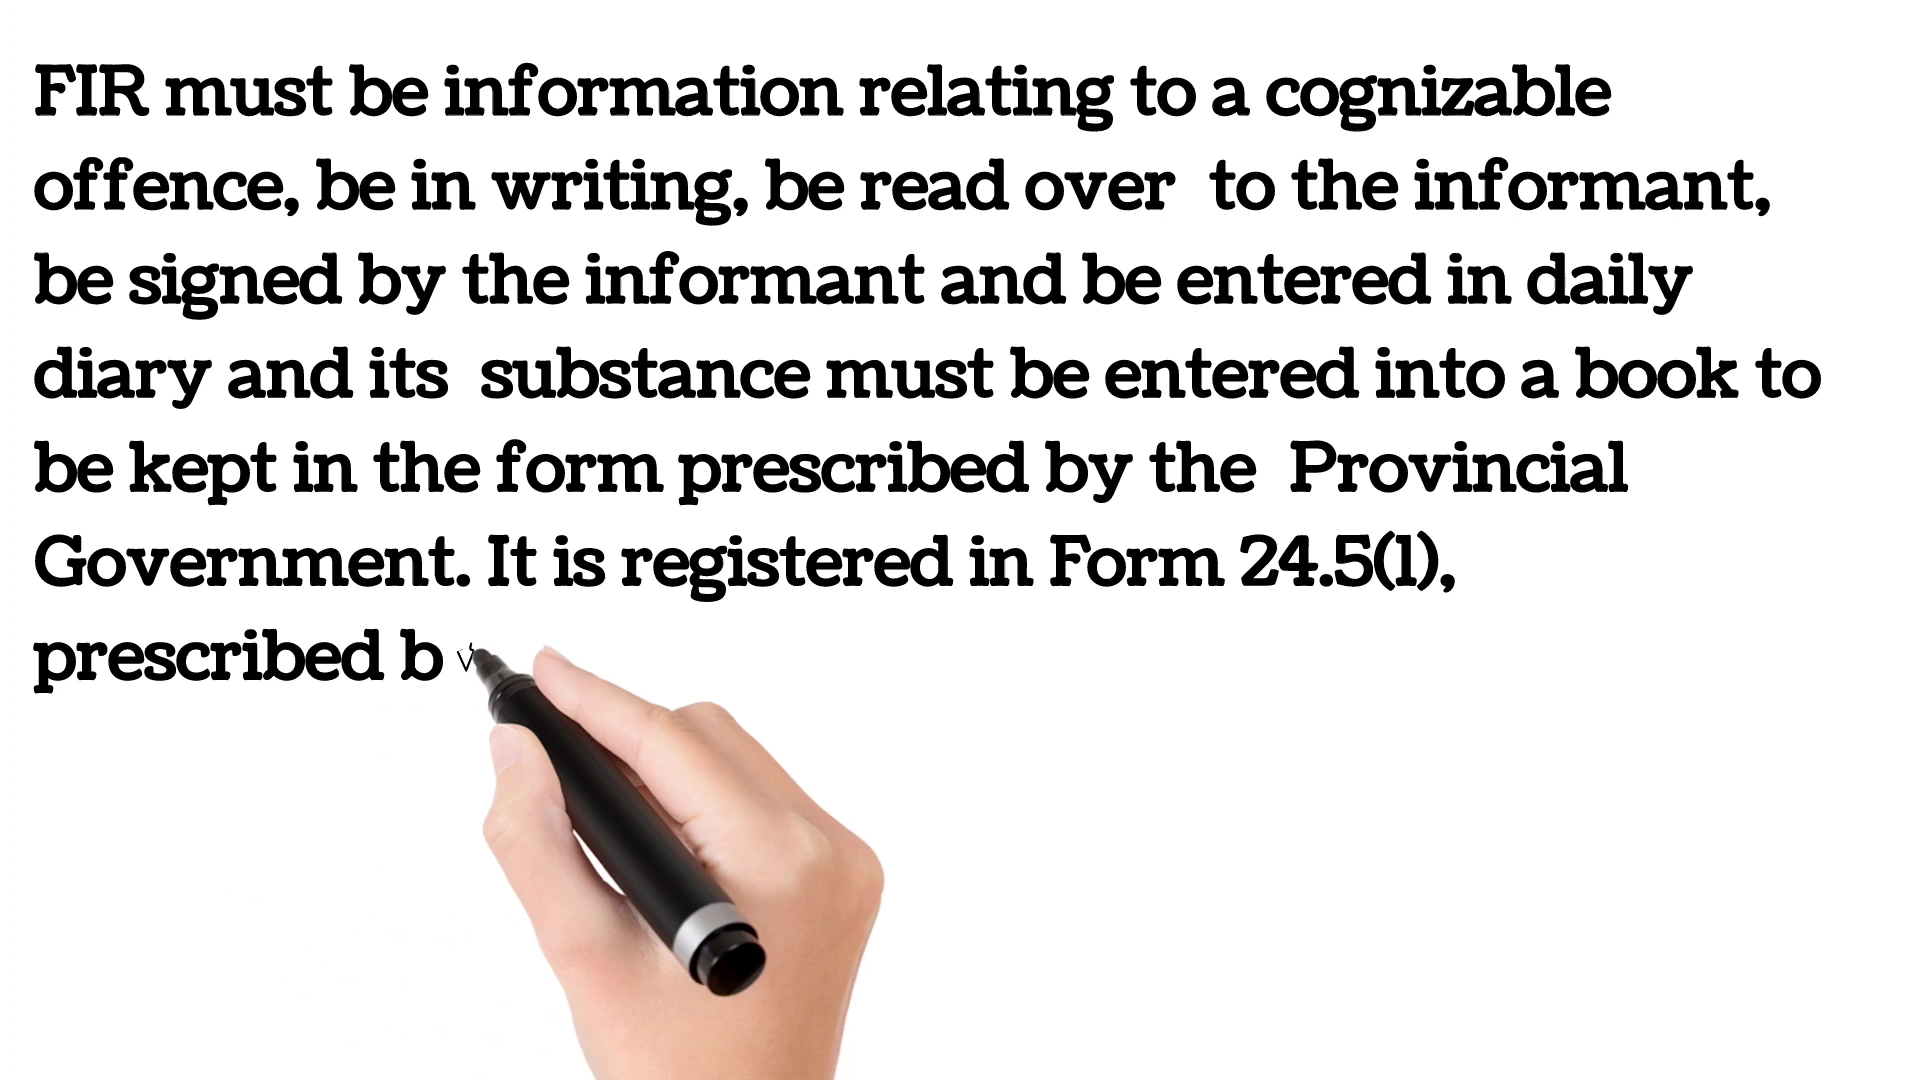 FIR must be information relating to a cognizable
offence, be in writing, be read over  to the informant,
be signed by the informant and be entered in daily
diary and its  substance must be entered into a book to
be kept in the form prescribed by the  Provincial
Government. It is registered in Form 24.5(1),
prescribed b